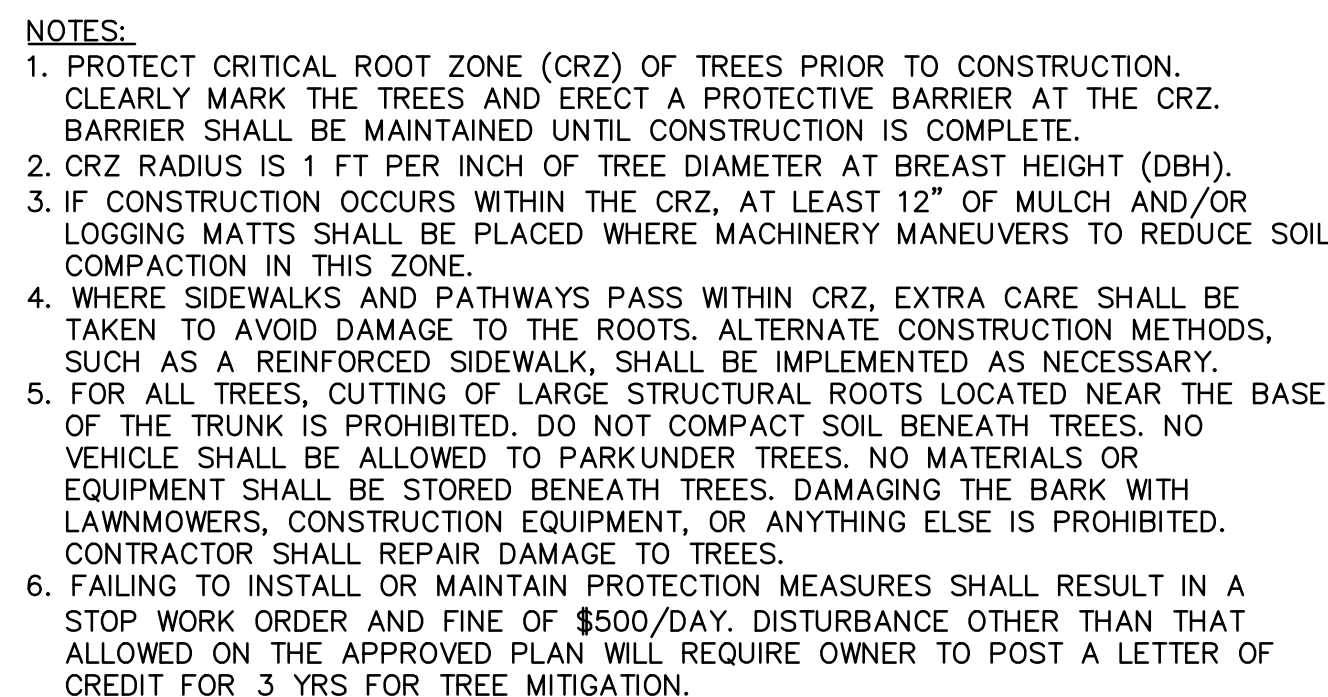 NOTES:
1. PROTECT CRITICAL ROOT ZONE (CRZ) OF TREES PRIOR TO CONSTRUCTION.
CLEARLY MARK THE TREES AND ERECT A PROTECTIVE BARRIER AT THE CRZ.
BARRIER SHALL BE MAINTAINED UNTIL CONSTRUCTION IS COMPLETE.
2. CRZ RADIUS IS 1 FT PER INCH OF TREE DIAMETER AT BREAST HEIGHT (DBH).
3. IF CONSTRUCTION OCCURS WITHIN THE CRZ, AT LEAST 12” OF MULCH AND/OR
LOGGING MATTS SHALL BE PLACED WHERE MACHINERY MANEUVERS TO REDUCE SOIL
COMPACTION IN THIS ZONE.
4. WHERE SIDEWALKS AND PATHWAYS PASS WITHIN CRZ, EXTRA CARE SHALL BE
TAKEN TO AVOID DAMAGE TO THE ROOTS. ALTERNATE CONSTRUCTION METHODS,
SUCH AS A REINFORCED SIDEWALK, SHALL BE IMPLEMENTED AS NECESSARY.
5. FOR ALL TREES, CUTTING OF LARGE STRUCTURAL ROOTS LOCATED NEAR THE BASE
OF THE TRUNK IS PROHIBITED. DO NOT COMPACT SOIL BENEATH TREES. NO
VEHICLE SHALL BE ALLOWED TO PARK UNDER TREES. NO MATERIALS OR
EQUIPMENT SHALL BE STORED BENEATH TREES. DAMAGING THE BARK WITH
LAWNMOWERS, CONSTRUCTION EQUIPMENT, OR ANYTHING ELSE IS PROHIBITED.
CONTRACTOR SHALL REPAIR DAMAGE TO TREES.
6. FAILING TO INSTALL OR MAINTAIN PROTECTION MEASURES SHALL RESULT IN A
STOP WORK ORDER AND FINE OF $500/DAY. DISTURBANCE OTHER THAN THAT
ALLOWED ON THE APPROVED PLAN WILL REQUIRE OWNER TO POST A LETTER OF
CREDIT FOR 3 YRS FOR TREE MITIGATION.